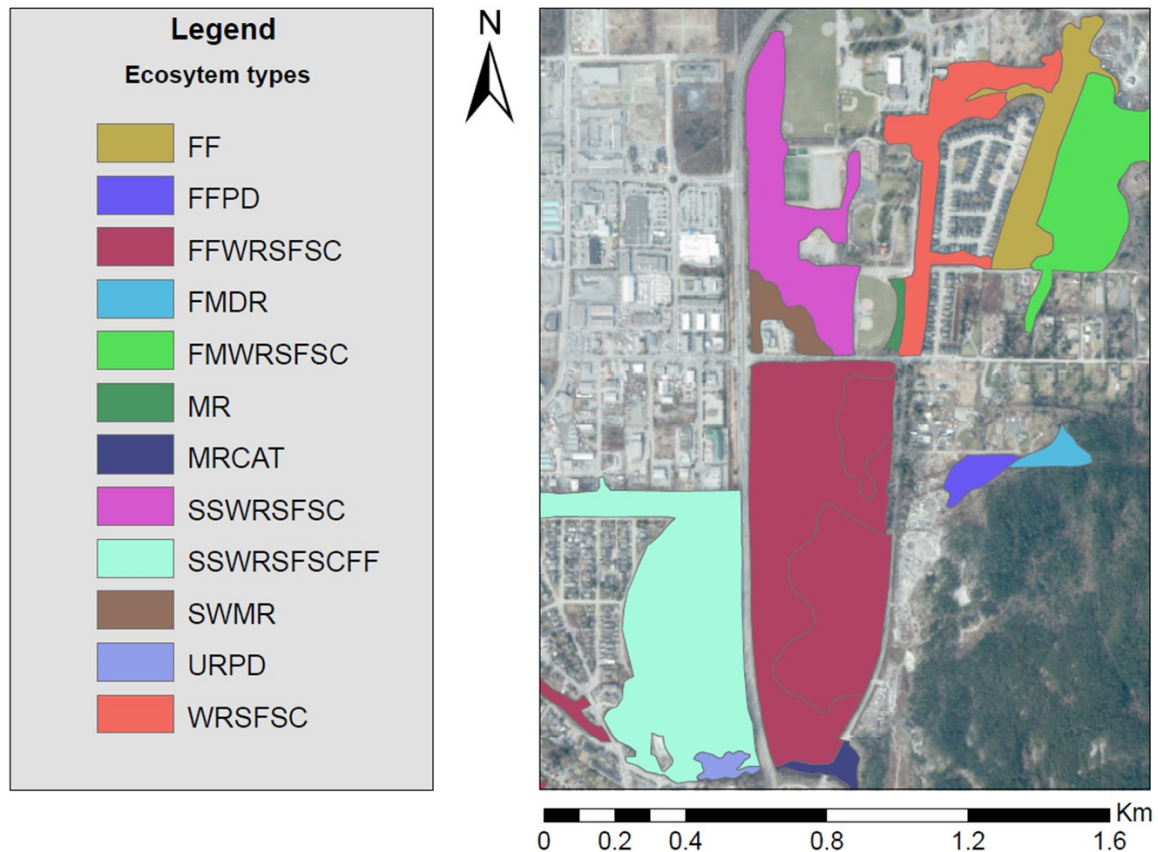 Legend
Ecosytem types
FF
FFPD
FFWRSFSC
FMDR
FMWRSFSC
MR
MRCAT
SSWRSFSC
SSWRSFSCFF
SWMR
URPD
WRSFSC
N
Km
0 0.2 0.4 0.8 1.2 1.6